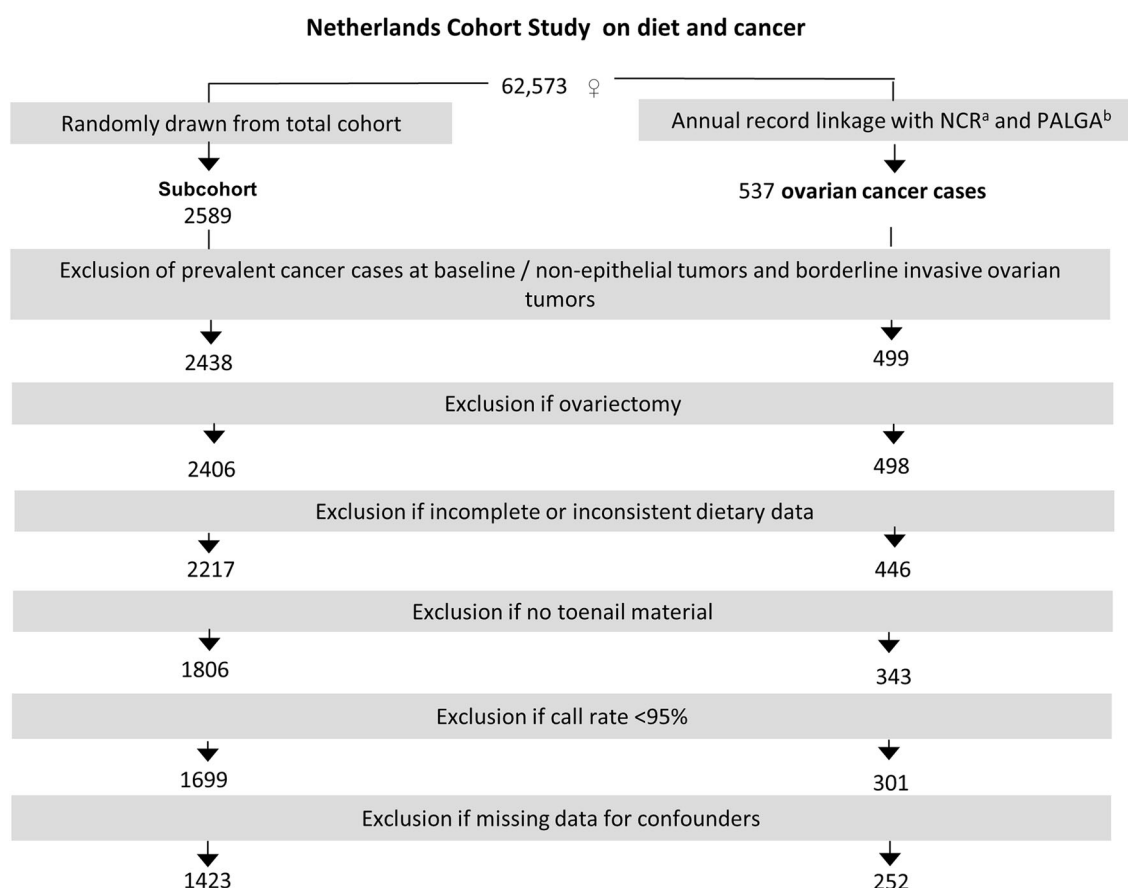 Netherlands Cohort Study on diet and cancer
62,573 ♀
Randomly drawn from total cohort
Annual record linkage with NCRᵃ and PALGAᵇ
Subcohort
2589
537 ovarian cancer cases
Exclusion of prevalent cancer cases at baseline / non-epithelial tumors and borderline invasive ovarian
tumors
2438
499
Exclusion if ovariectomy
2406
498
Exclusion if incomplete or inconsistent dietary data
2217
446
Exclusion if no toenail material
1806
343
Exclusion if call rate <95%
1699
301
Exclusion if missing data for confounders
1423
252